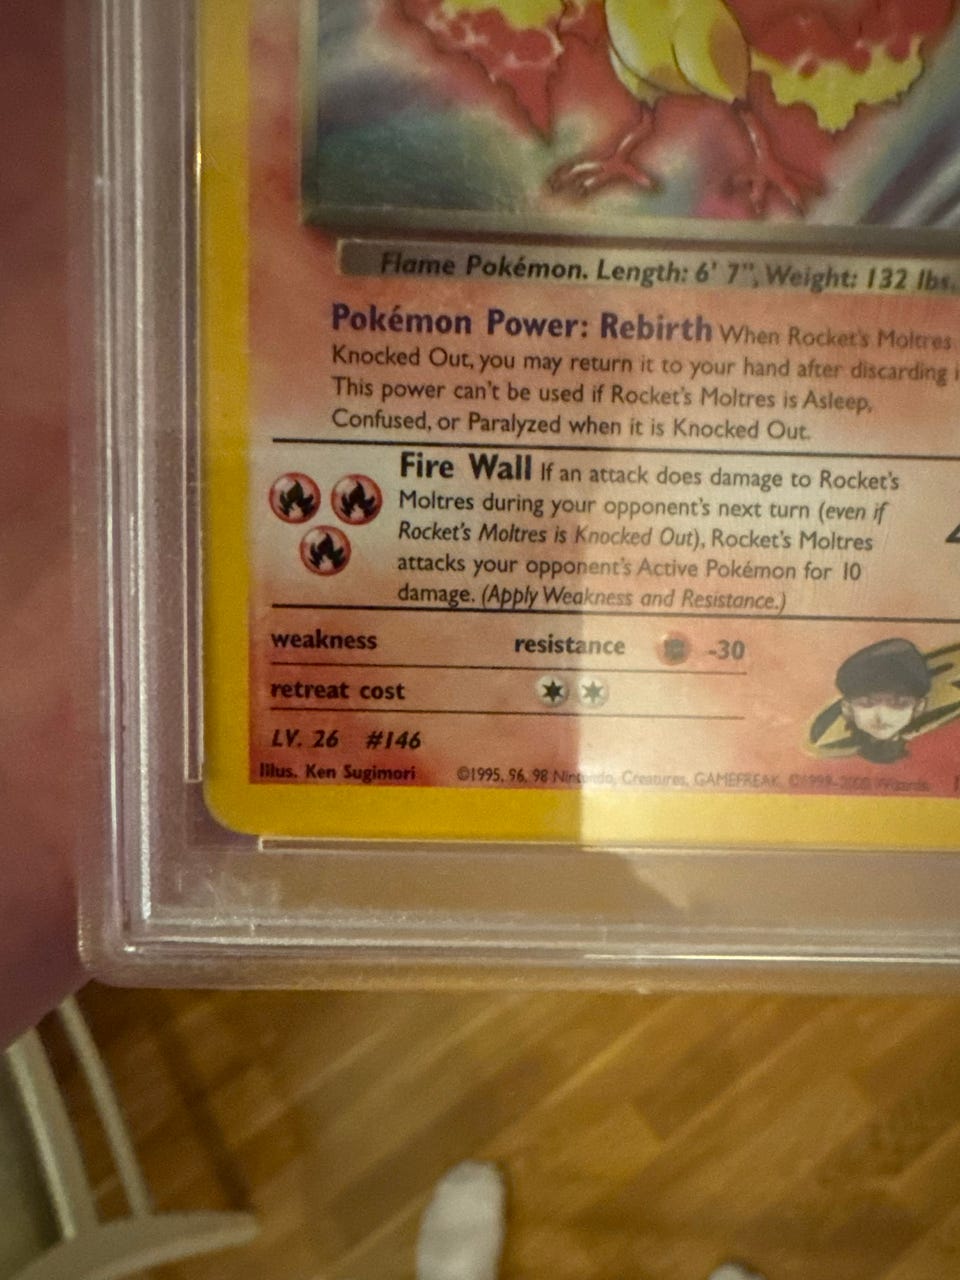 Flame Pokémon. Length: 6' 7", Weight: 132 lbs.
Pokémon Power: Rebirth When Rocket's Moltres
Knocked Out, you may return it to your hand after discarding
This power can't be used if Rocket's Moltres is Asleep,
Confused, or Paralyzed when it is Knocked Out.
Fire Wall If an attack does damage to Rocket's
Moltres during your opponent's next turn (even if
Rocket's Moltres is Knocked Out), Rocket's Moltres
attacks your opponent's Active Pokémon for 10
damage. (Apply Weakness and Resistance.)
weakness resistance -30
retreat cost
LV. 26 #146
Illus. Ken Sugimori ©1995, 96, 98 Nintendo, Creatures, GAMEFREAK. ©1999-2000 Wizards.